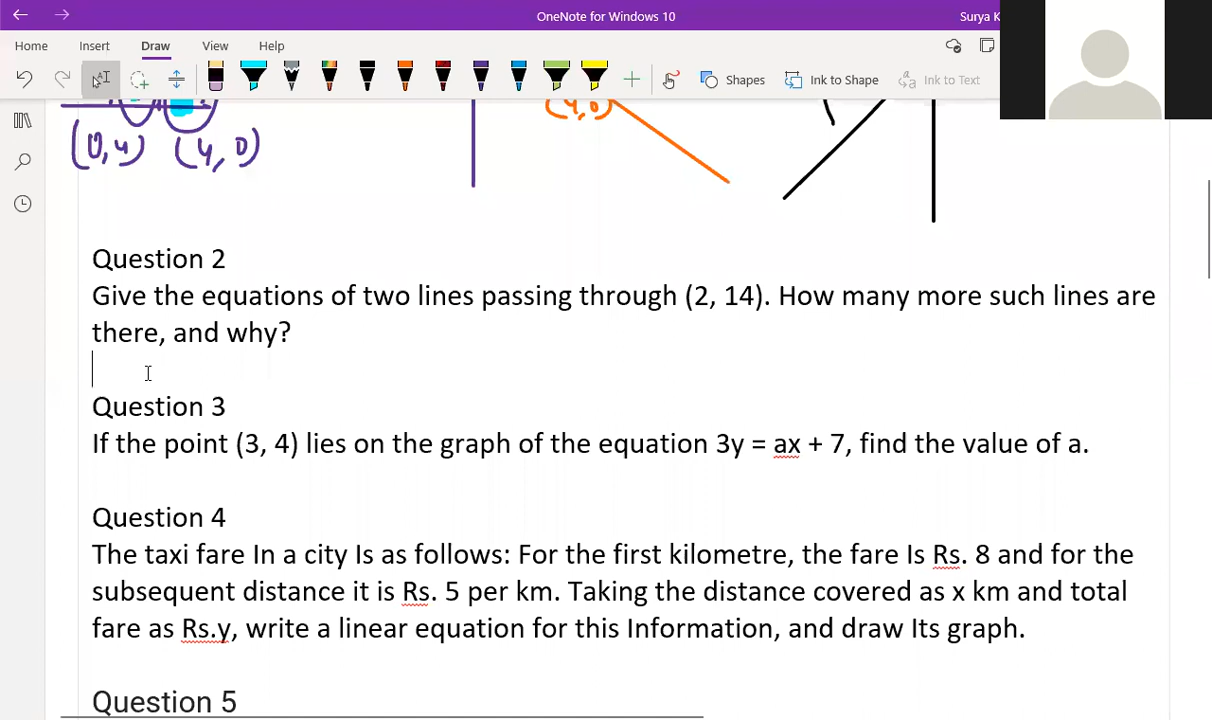 OneNote for Windows 10
Surya K
Home Insert Draw View Help
Shapes Ink to Shape Ink to Text
(4,0)
(0,4) (4,0)
Question 2
Give the equations of two lines passing through (2, 14). How many more such lines are
there, and why?
Question 3
If the point (3, 4) lies on the graph of the equation 3y = ax + 7, find the value of a.
Question 4
The taxi fare In a city Is as follows: For the first kilometre, the fare Is Rs. 8 and for the
subsequent distance it is Rs. 5 per km. Taking the distance covered as x km and total
fare as Rs.y, write a linear equation for this Information, and draw Its graph.
Question 5